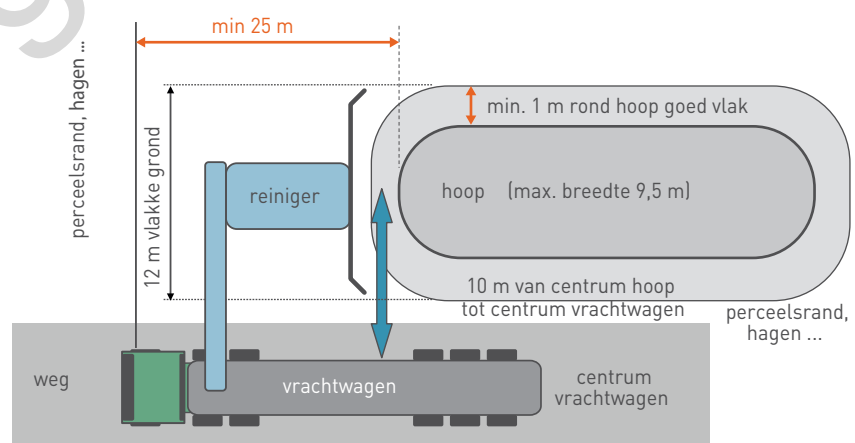 min 25 m
perceelsrand, hagen ...
min. 1 m rond hoop goed vlak
12 m vlakke grond
reiniger
hoop (max. breedte 9,5 m)
10 m van centrum hoop
tot centrum vrachtwagen
perceelsrand,
hagen ...
weg
vrachtwagen
centrum
vrachtwagen